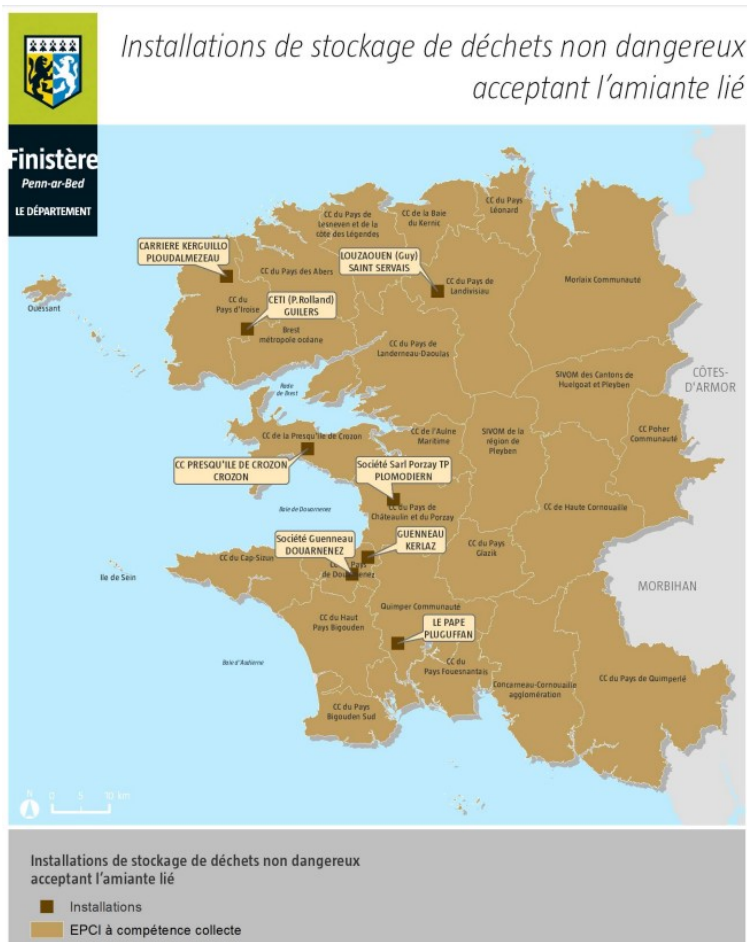 Installations de stockage de déchets non dangereux
acceptant l'amiante lié
Finistère
Penn-ar-Bed
LE DÉPARTEMENT
CC du Pays
Léonard
CC du Pays de
Lesneven et de la
côte des Légendes
CC de la Baie
du Kernic
CARRIERE KERGUILLO
PLOUDALMEZEAU
LOUZAOUEN (Guy)
SAINT SERVAIS
CC du Pays des Abers
CC du Pays de
Landivisiau
Morlaix Communauté
Ouessant
CC du
Pays d'Iroise
CETI (P.Rolland)
GUILERS
Brest
métropole océane
CC du Pays de
Landerneau-Daoulas
CÔTES-
D'ARMOR
SIVOM des Cantons de
Huelgoat et Pleyben
Rade
de Brest
CC de la Presqu'île de Crozon
CC de l'Aulne
Maritime
SIVOM de la
région de
Pleyben
CC Poher
Communauté
CC PRESQU'ILE DE CROZON
CROZON
Société Sarl Porzay TP
PLOMODIERN
Baie de Douarnenez
CC du Pays de
Châteaulin et du Porzay
CC de Haute Cornouaille
Société Guenneau
DOUARNENEZ
GUENNEAU
KERLAZ
CC du Pays
Glazik
CC du Cap-Sizun
de Douarnenez
Ile de Sein
MORBIHAN
Quimper Communauté
CC du Haut
Pays Bigouden
LE PAPE
PLUGUFFAN
Baie d'Audierne
CC du
Pays Fouesnantais
Concarneau-Cornouaille
agglomération
CC du Pays de Quimperlé
CC du Pays
Bigouden Sud
N
0 5 10 km
Installations de stockage de déchets non dangereux
acceptant l'amiante lié
Installations
EPCI à compétence collecte